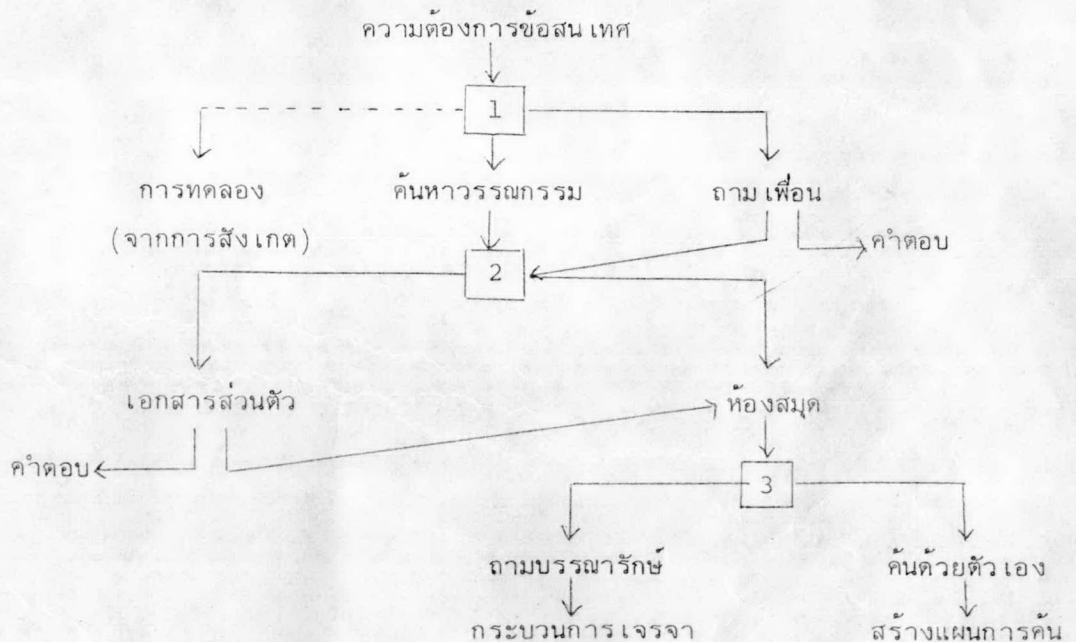 ความต้องการข้อสนเทศ
1
การทดลอง ค้นหาวรรณกรรม ถามเพื่อน
(จากการสังเกต) คำตอบ
2
เอกสารส่วนตัว ห้องสมุด
คำตอบ 3
ถามบรรณารักษ์ ค้นด้วยตัวเอง
กระบวนการเจรจา สร้างแผนการค้น